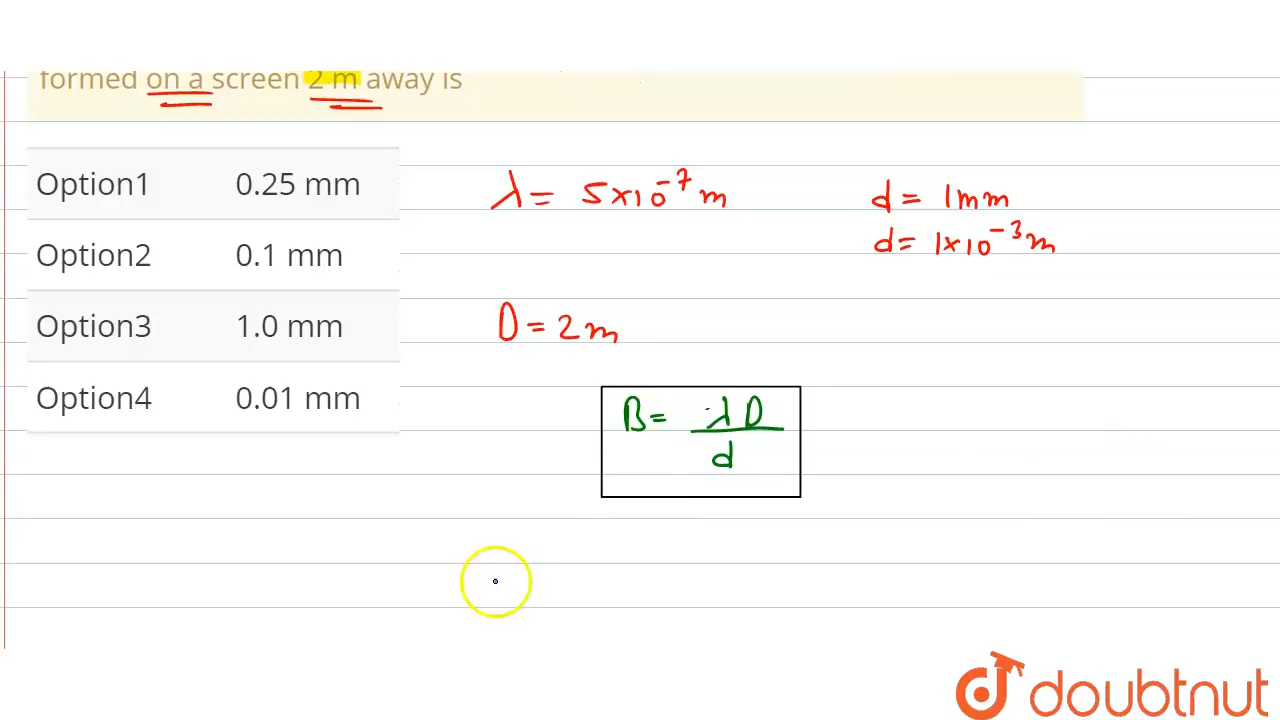 formed on a screen 2 m away is
Option1 0.25 mm
Option2 0.1 mm
Option3 1.0 mm
Option4 0.01 mm
λ = 5×10⁻⁷ m
d = 1mm
d = 1×10⁻³ m
D = 2m
B = λD/d
doubtnut